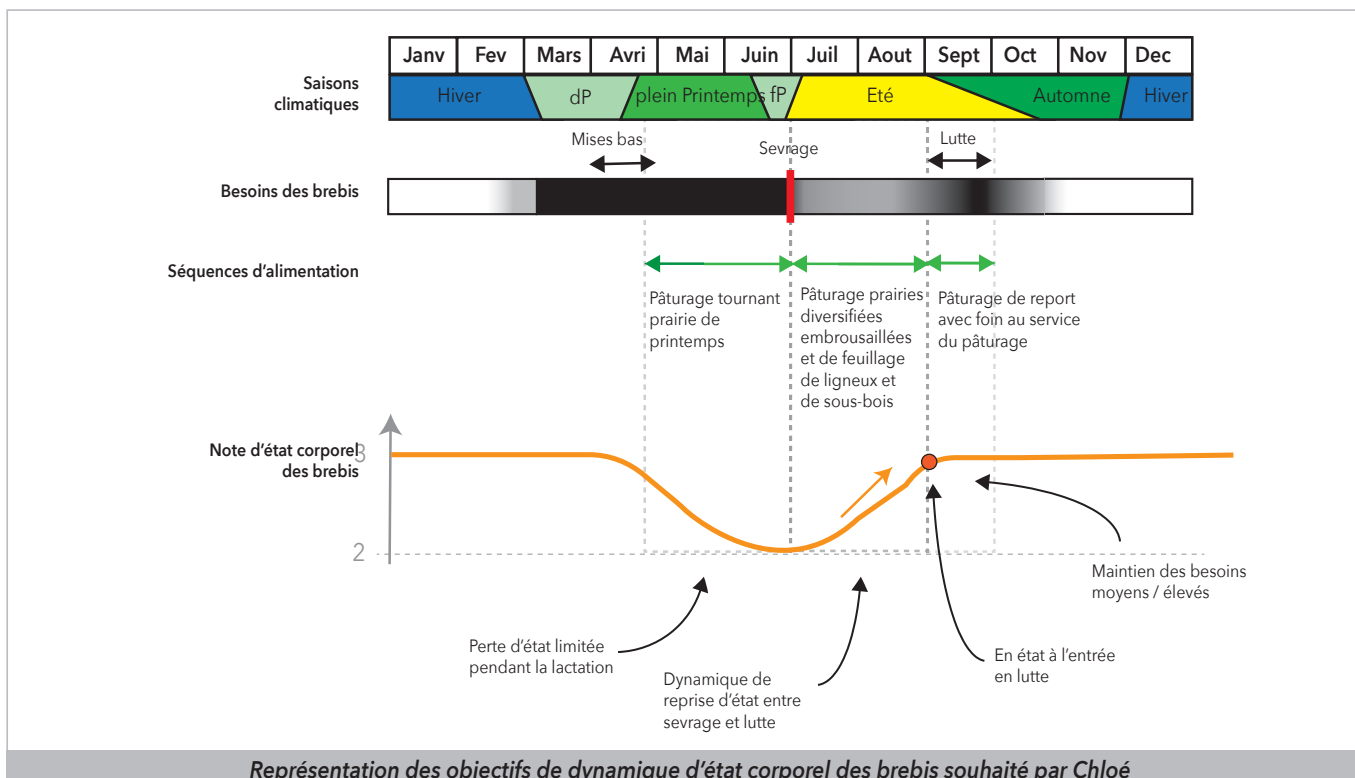 Janv Fev Mars Avri Mai Juin Juil Aout Sept Oct Nov Dec
Saisons
climatiques
Hiver dP plein Printemps fP Eté Automne Hiver
Mises bas Sevrage Lutte
Besoins des brebis
Séquences d'alimentation
Pâturage tournant
prairie de
printemps
Pâturage prairies
diversifiées
embrousaillées
et de feuillage
de ligneux et
de sous-bois
Pâturage de report
avec foin au service
du pâturage
Note d'état corporel
des brebis
3
2
Maintien des besoins
moyens / élevés
Perte d'état limitée
pendant la lactation
En état à l'entrée
en lutte
Dynamique de
reprise d'état entre
sevrage et lutte
Représentation des objectifs de dynamique d'état corporel des brebis souhaité par Chloé